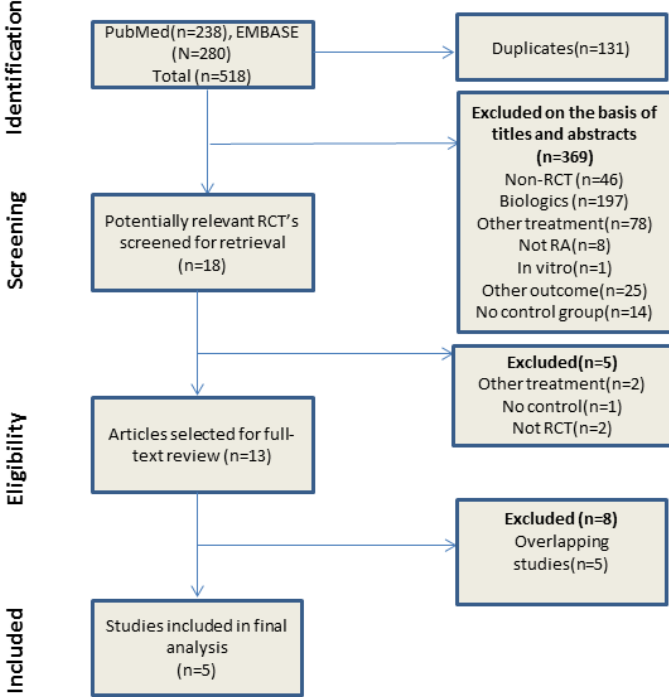 Identification
PubMed(n=238), EMBASE
(N=280)
Total (n=518)
Duplicates(n=131)
Excluded on the basis of
titles and abstracts
(n=369)
Non-RCT(n=46)
Biologics(n=197)
Other treatment(n=78)
Not RA(n=8)
In vitro(n=1)
Other outcome(n=25)
No control group(n=14)
Screening
Potentially relevant RCT's
screened for retrieval
(n=18)
Excluded(n=5)
Other treatment(n=2)
No control(n=1)
Not RCT(n=2)
Eligibility
Articles selected for full-
text review (n=13)
Excluded (n=8)
Overlapping
studies(n=5)
Included
Studies included in final
analysis
(n=5)